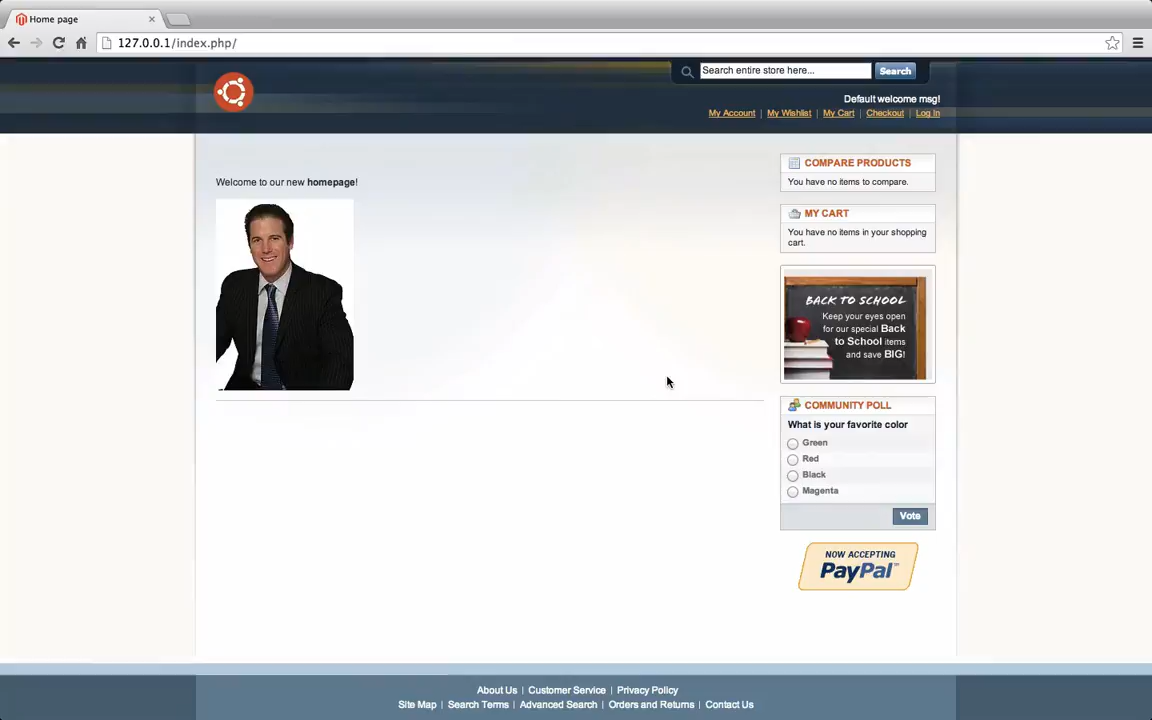 Home page
127.0.0.1/index.php/
Search entire store here...
Search
Default welcome msg!
My Account | My Wishlist | My Cart | Checkout | Log In
Welcome to our new homepage!
COMPARE PRODUCTS
You have no items to compare.
MY CART
You have no items in your shopping
cart.
BACK TO SCHOOL
Keep your eyes open
for our special Back
to School items
and save BIG!
COMMUNITY POLL
What is your favorite color
Green
Red
Black
Magenta
Vote
NOW ACCEPTING
PayPal™
About Us | Customer Service | Privacy Policy
Site Map | Search Terms | Advanced Search | Orders and Returns | Contact Us